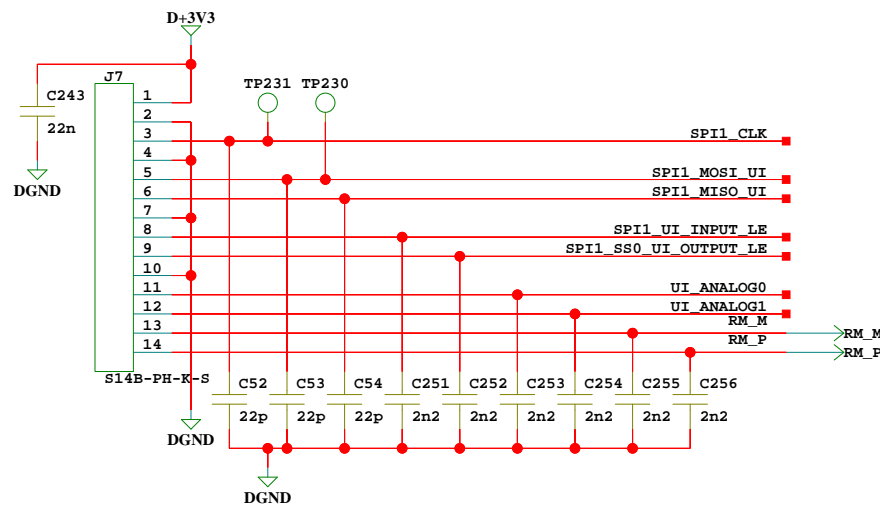 D+3V3
J7
TP231 TP230
C243
22n
DGND
1
2
3 SPI1_CLK
4
5 SPI1_MOSI_UI
6 SPI1_MISO_UI
7
8 SPI1_UI_INPUT_LE
9 SPI1_SS0_UI_OUTPUT_LE
10
11 UI_ANALOG0
12 UI_ANALOG1
13 RM_M RM_M
14 RM_P RM_P
S14B-PH-K-S
C52 C53 C54 C251 C252 C253 C254 C255 C256
22p 22p 22p 2n2 2n2 2n2 2n2 2n2 2n2
DGND
DGND